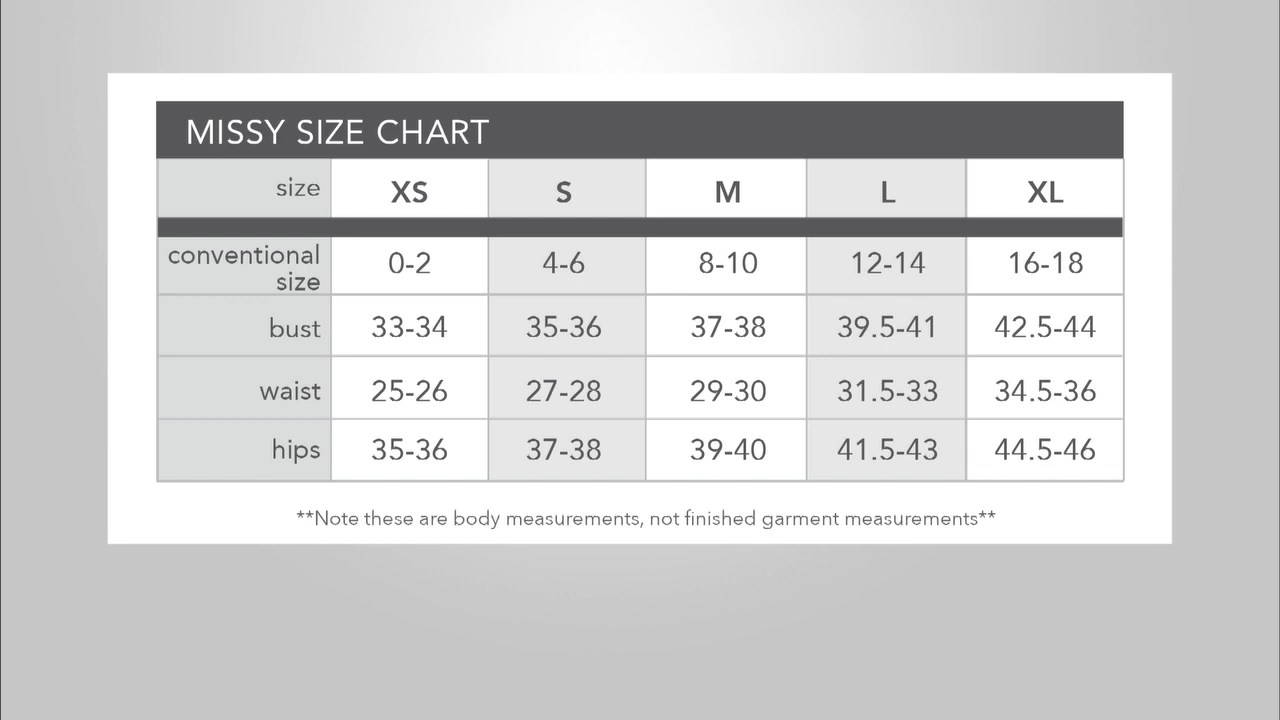 MISSY SIZE CHART
size XS S M L XL
conventional
size 0-2 4-6 8-10 12-14 16-18
bust 33-34 35-36 37-38 39.5-41 42.5-44
waist 25-26 27-28 29-30 31.5-33 34.5-36
hips 35-36 37-38 39-40 41.5-43 44.5-46
**Note these are body measurements, not finished garment measurements**